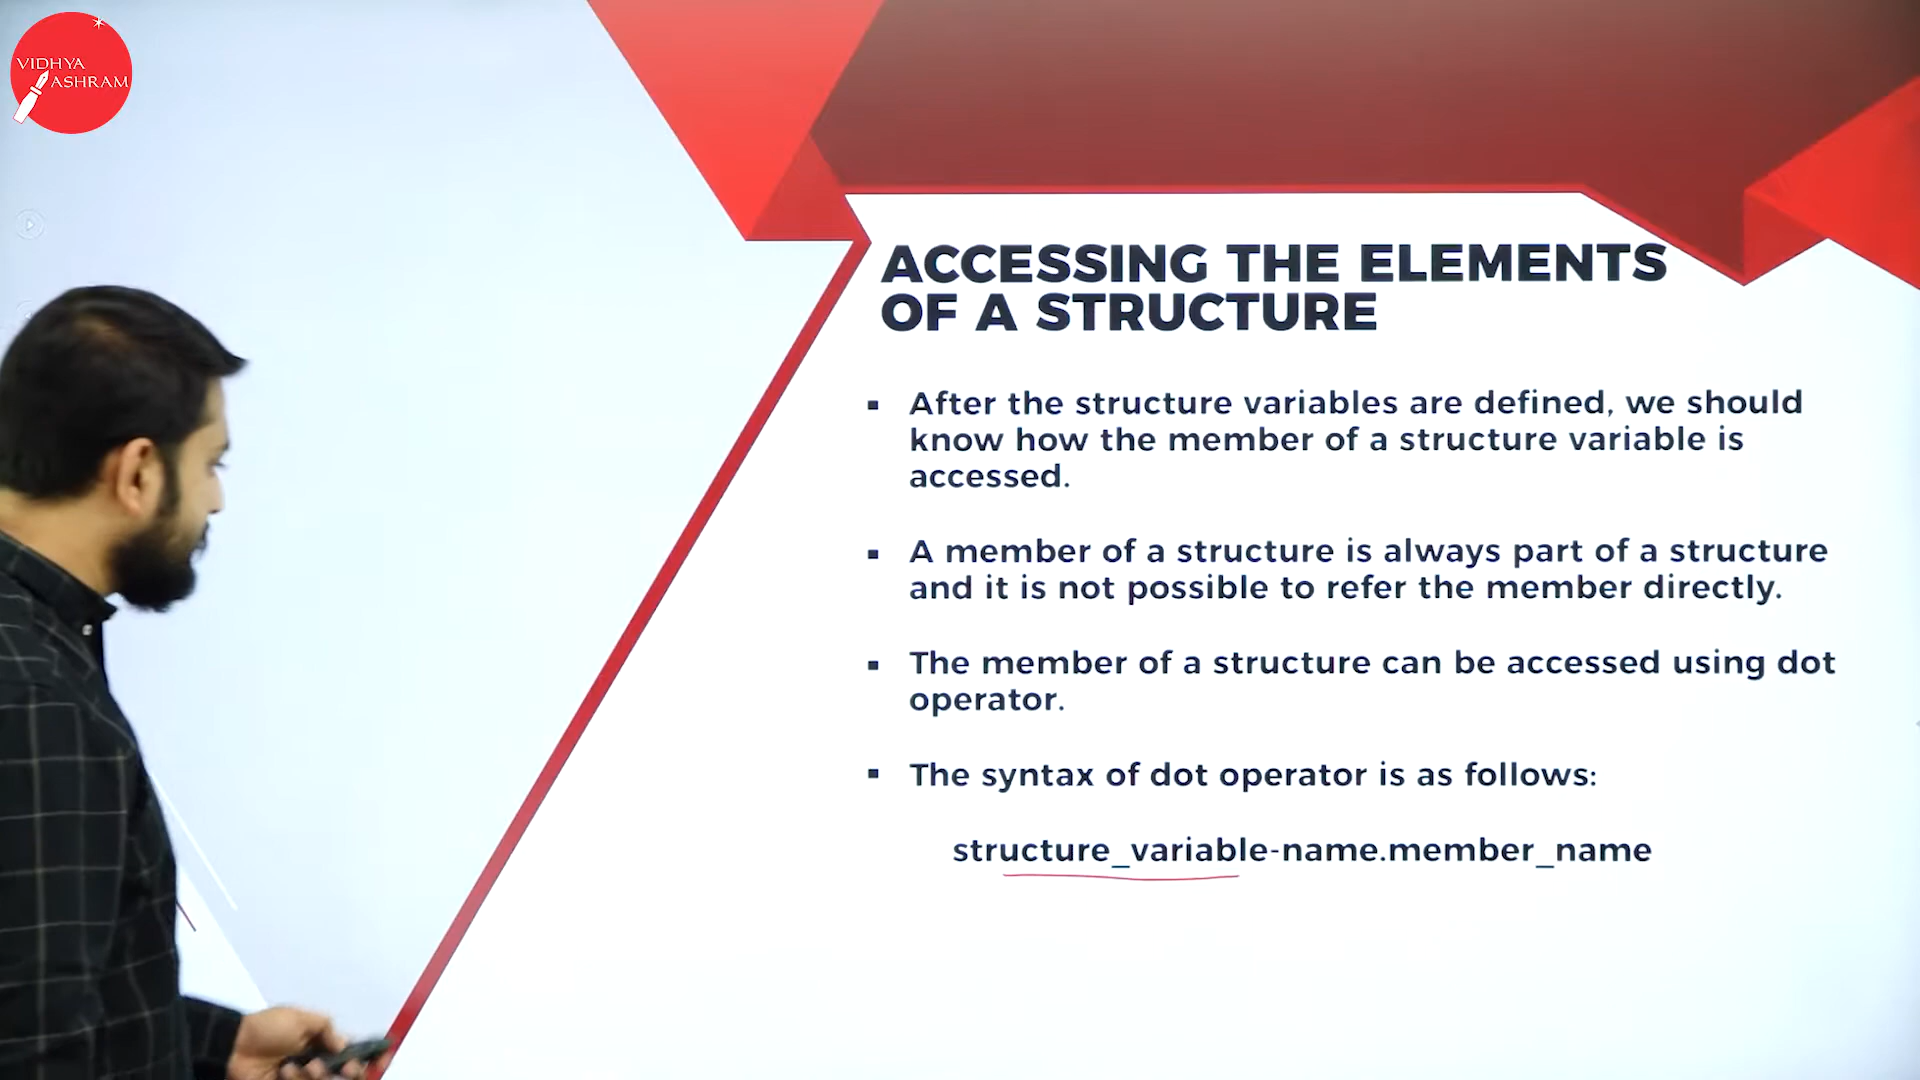 VIDHYA
ASHRAM
ACCESSING THE ELEMENTS
OF A STRUCTURE
▪ After the structure variables are defined, we should
know how the member of a structure variable is
accessed.
▪ A member of a structure is always part of a structure
and it is not possible to refer the member directly.
▪ The member of a structure can be accessed using dot
operator.
▪ The syntax of dot operator is as follows:
structure_variable-name.member_name